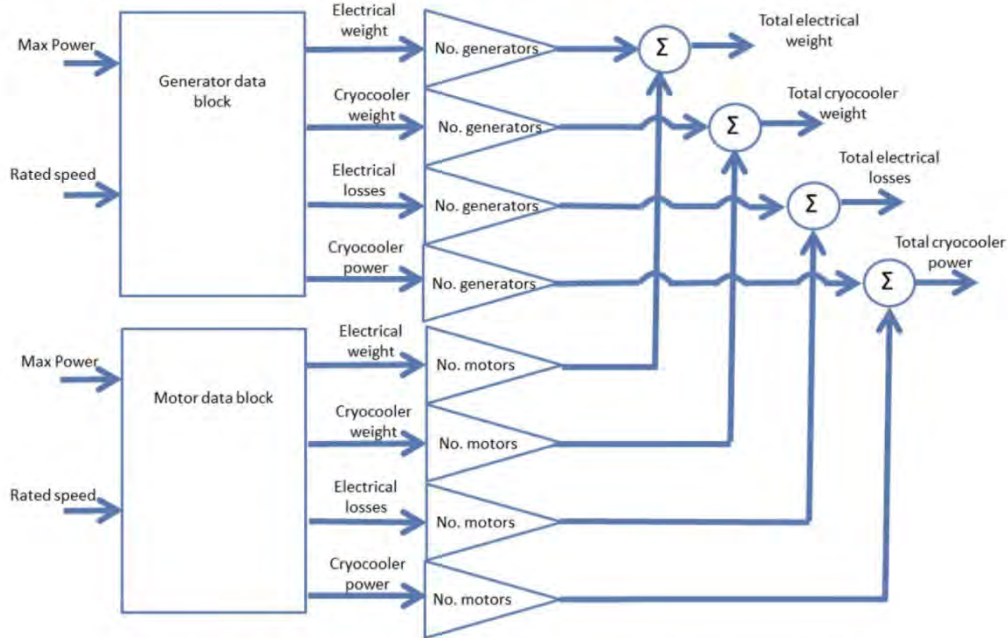 Electrical
weight
Max Power
No. generators
Σ
Total electrical
weight
Generator data
block
Cryocooler
weight
No. generators
Σ
Total cryocooler
weight
Rated speed
Electrical
losses
No. generators
Σ
Total electrical
losses
Cryocooler
power
No. generators
Σ
Total cryocooler
power
Electrical
weight
Max Power
No. motors
Motor data block
Cryocooler
weight
No. motors
Rated speed
Electrical
losses
No. motors
Cryocooler
power
No. motors